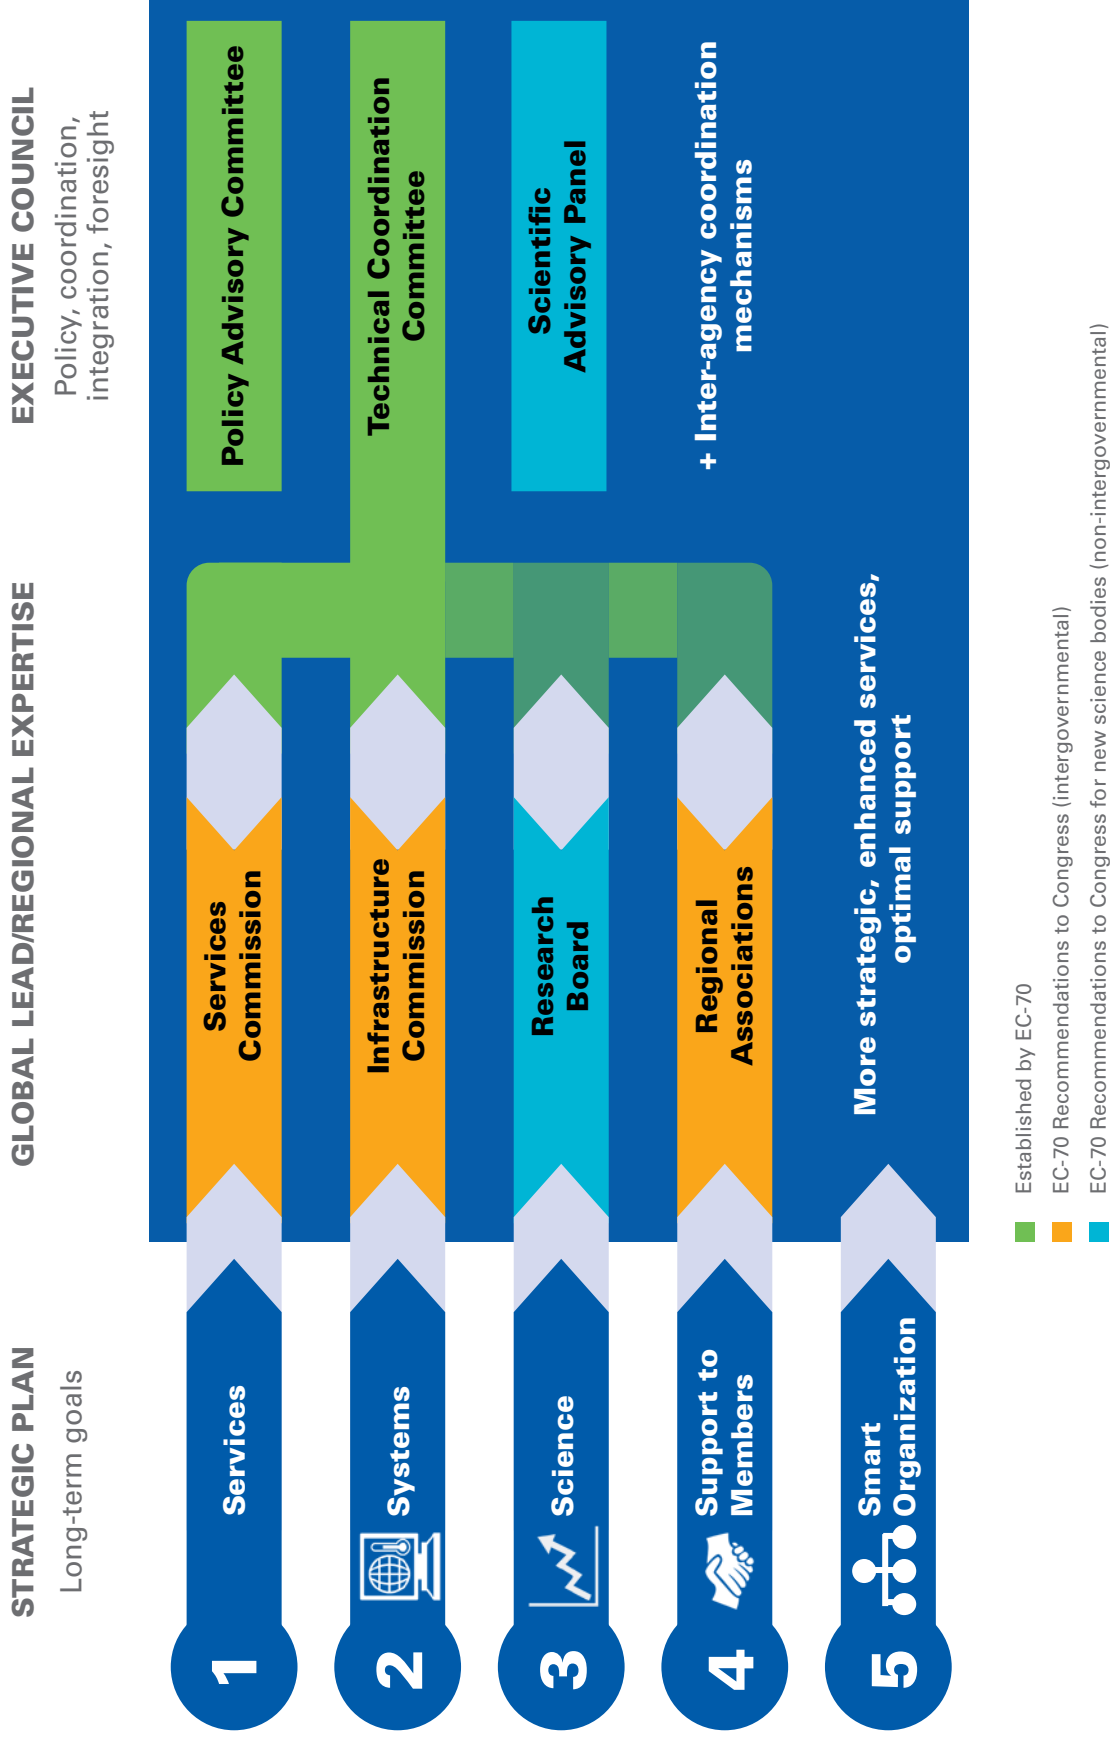 STRATEGIC PLAN
Long-term goals
GLOBAL LEAD/REGIONAL EXPERTISE
EXECUTIVE COUNCIL
Policy, coordination,
integration, foresight
1
Services
Services
Commission
Policy Advisory Committee
2
Systems
Infrastructure
Commission
Technical Coordination
Committee
3
Science
Research
Board
Scientific
Advisory Panel
4
Support to
Members
Regional
Associations
+ Inter-agency coordination
mechanisms
5
Smart
Organization
More strategic, enhanced services,
optimal support
Established by EC-70
EC-70 Recommendations to Congress (intergovernmental)
EC-70 Recommendations to Congress for new science bodies (non-intergovernmental)